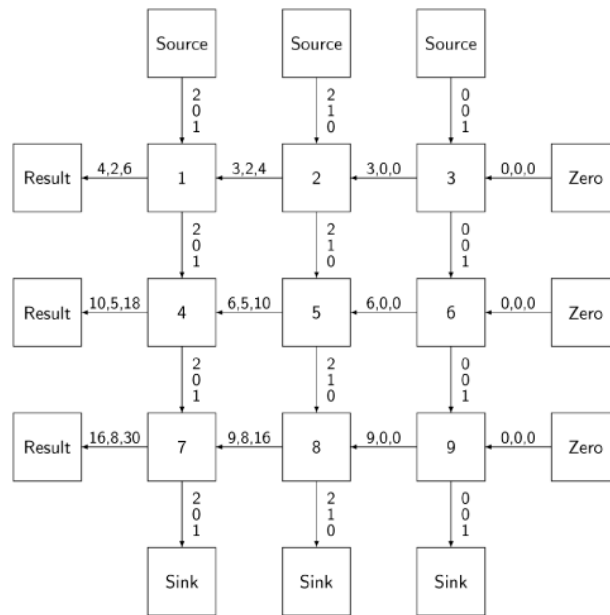 Source Source Source
2 2 0
0 1 0
1 0 1
Result 4,2,6 1 3,2,4 2 3,0,0 3 0,0,0 Zero
2 2 0
0 1 0
1 0 1
Result 10,5,18 4 6,5,10 5 6,0,0 6 0,0,0 Zero
2 2 0
0 1 0
1 0 1
Result 16,8,30 7 9,8,16 8 9,0,0 9 0,0,0 Zero
2 2 0
0 1 0
1 0 1
Sink Sink Sink